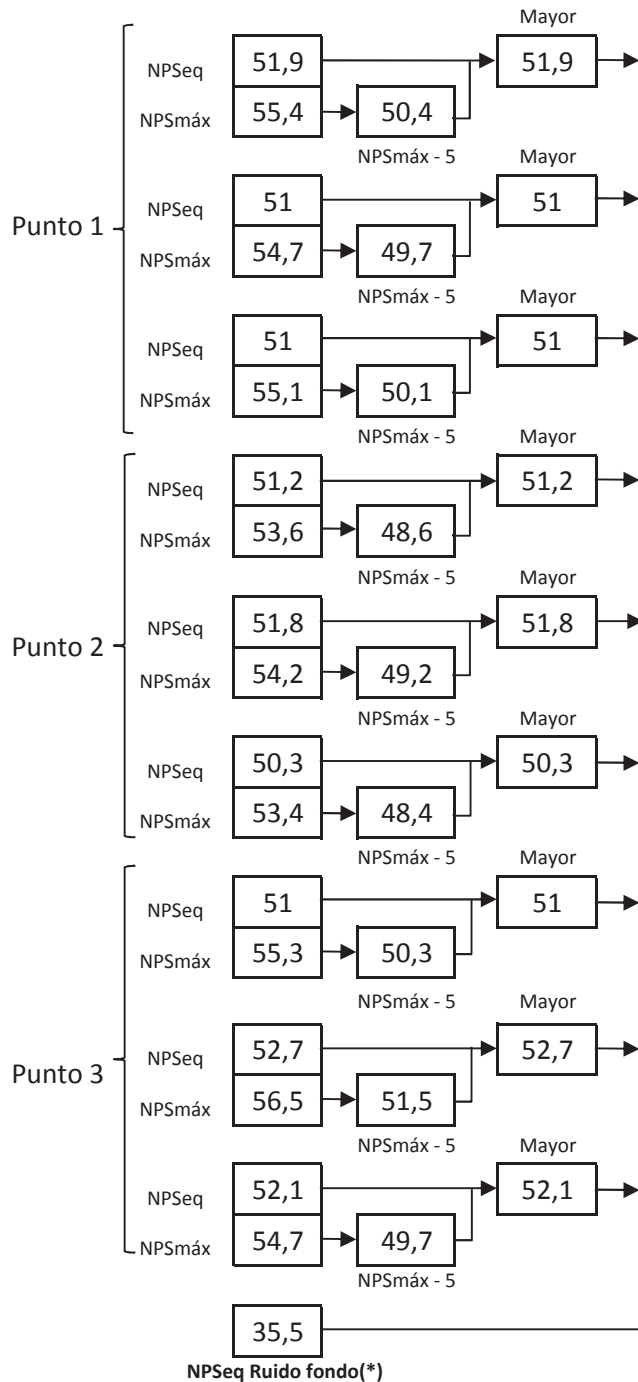 Mayor
NPSeq 51,9 51,9
NPSmáx 55,4 50,4
NPSmáx - 5
Mayor
NPSeq 51 51
Punto 1
NPSmáx 54,7 49,7
NPSmáx - 5
Mayor
NPSeq 51 51
NPSmáx 55,1 50,1
NPSmáx - 5
Mayor
NPSeq 51,2 51,2
NPSmáx 53,6 48,6
NPSmáx - 5
Mayor
NPSeq 51,8 51,8
Punto 2
NPSmáx 54,2 49,2
NPSmáx - 5
Mayor
NPSeq 50,3 50,3
NPSmáx 53,4 48,4
NPSmáx - 5
Mayor
NPSeq 51 51
NPSmáx 55,3 50,3
NPSmáx - 5
Mayor
NPSeq 52,7 52,7
Punto 3
NPSmáx 56,5 51,5
NPSmáx - 5
Mayor
NPSeq 52,1 52,1
NPSmáx 54,7 49,7
NPSmáx - 5
35,5
NPSeq Ruido fondo(*)